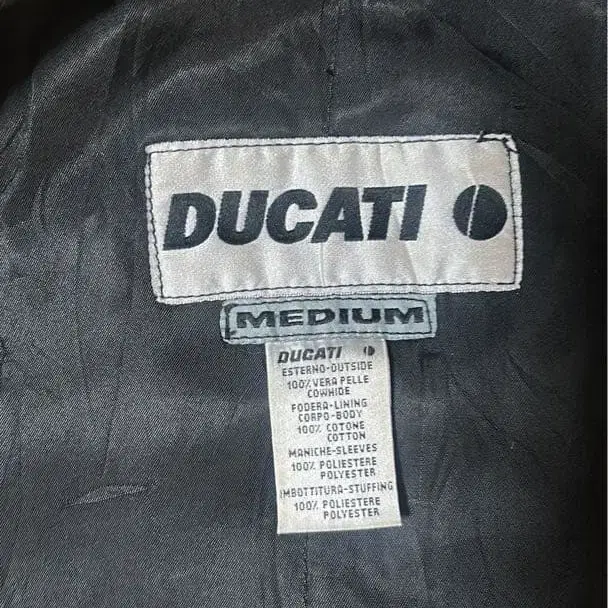 DUCATI
MEDIUM
DUCATI
ESTERNO-OUTSIDE
100% VERA PELLE
COWHIDE
FODERA-LINING
CORPO-BODY
100% COTONE
COTTON
MANICHE-SLEEVES
100% POLIESTERE
POLYESTER
IMBOTTITURA-STUFFING
100% POLIESTERE
POLYESTER